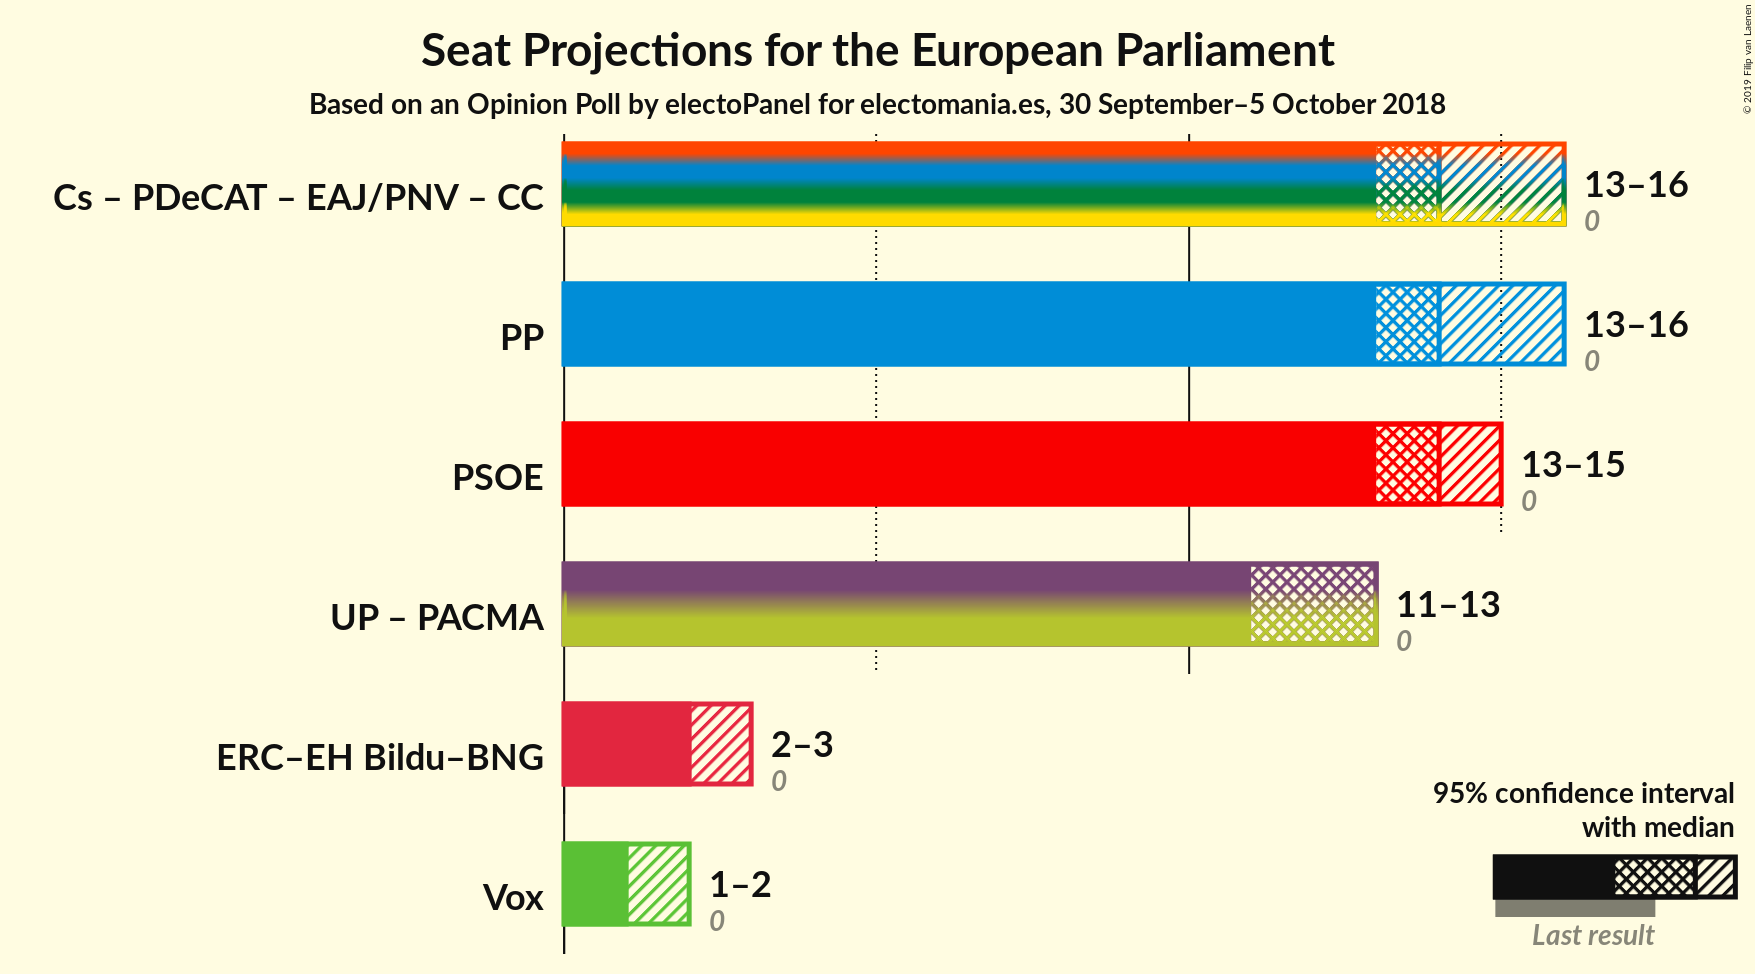 Seat Projections for the European Parliament
Based on an Opinion Poll by electoPanel for electomania.es, 30 September–5 October 2018
© 2019 Filip van Laenen
Cs – PDeCAT – EAJ/PNV – CC
13–16
0
PP
13–16
0
PSOE
13–15
0
UP – PACMA
11–13
0
ERC–EH Bildu–BNG
2–3
0
Vox
1–2
0
95% confidence interval
with median
Last result